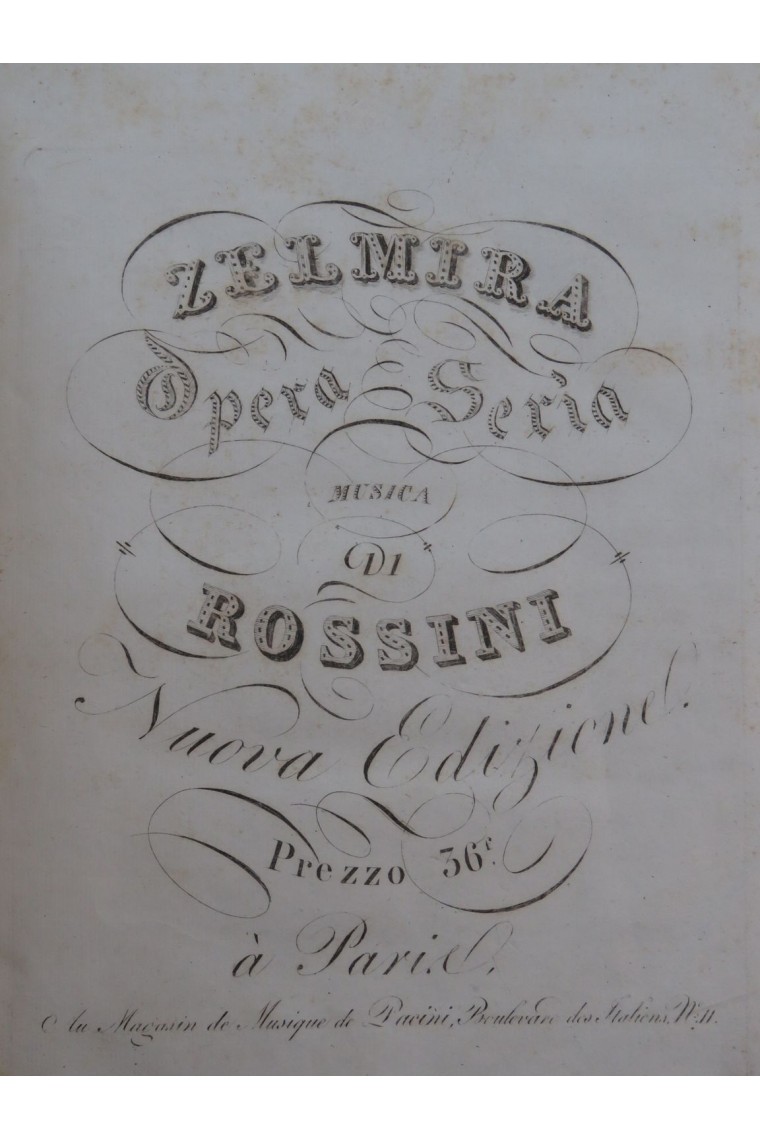 ZELMIRA
Opera Seria
MUSICA
DI
ROSSINI
Nuova Edizione.
Prezzo 36f.
à Paris.
Au Magasin de Musique de Pacini, Boulevard des Italiens, No. 11.